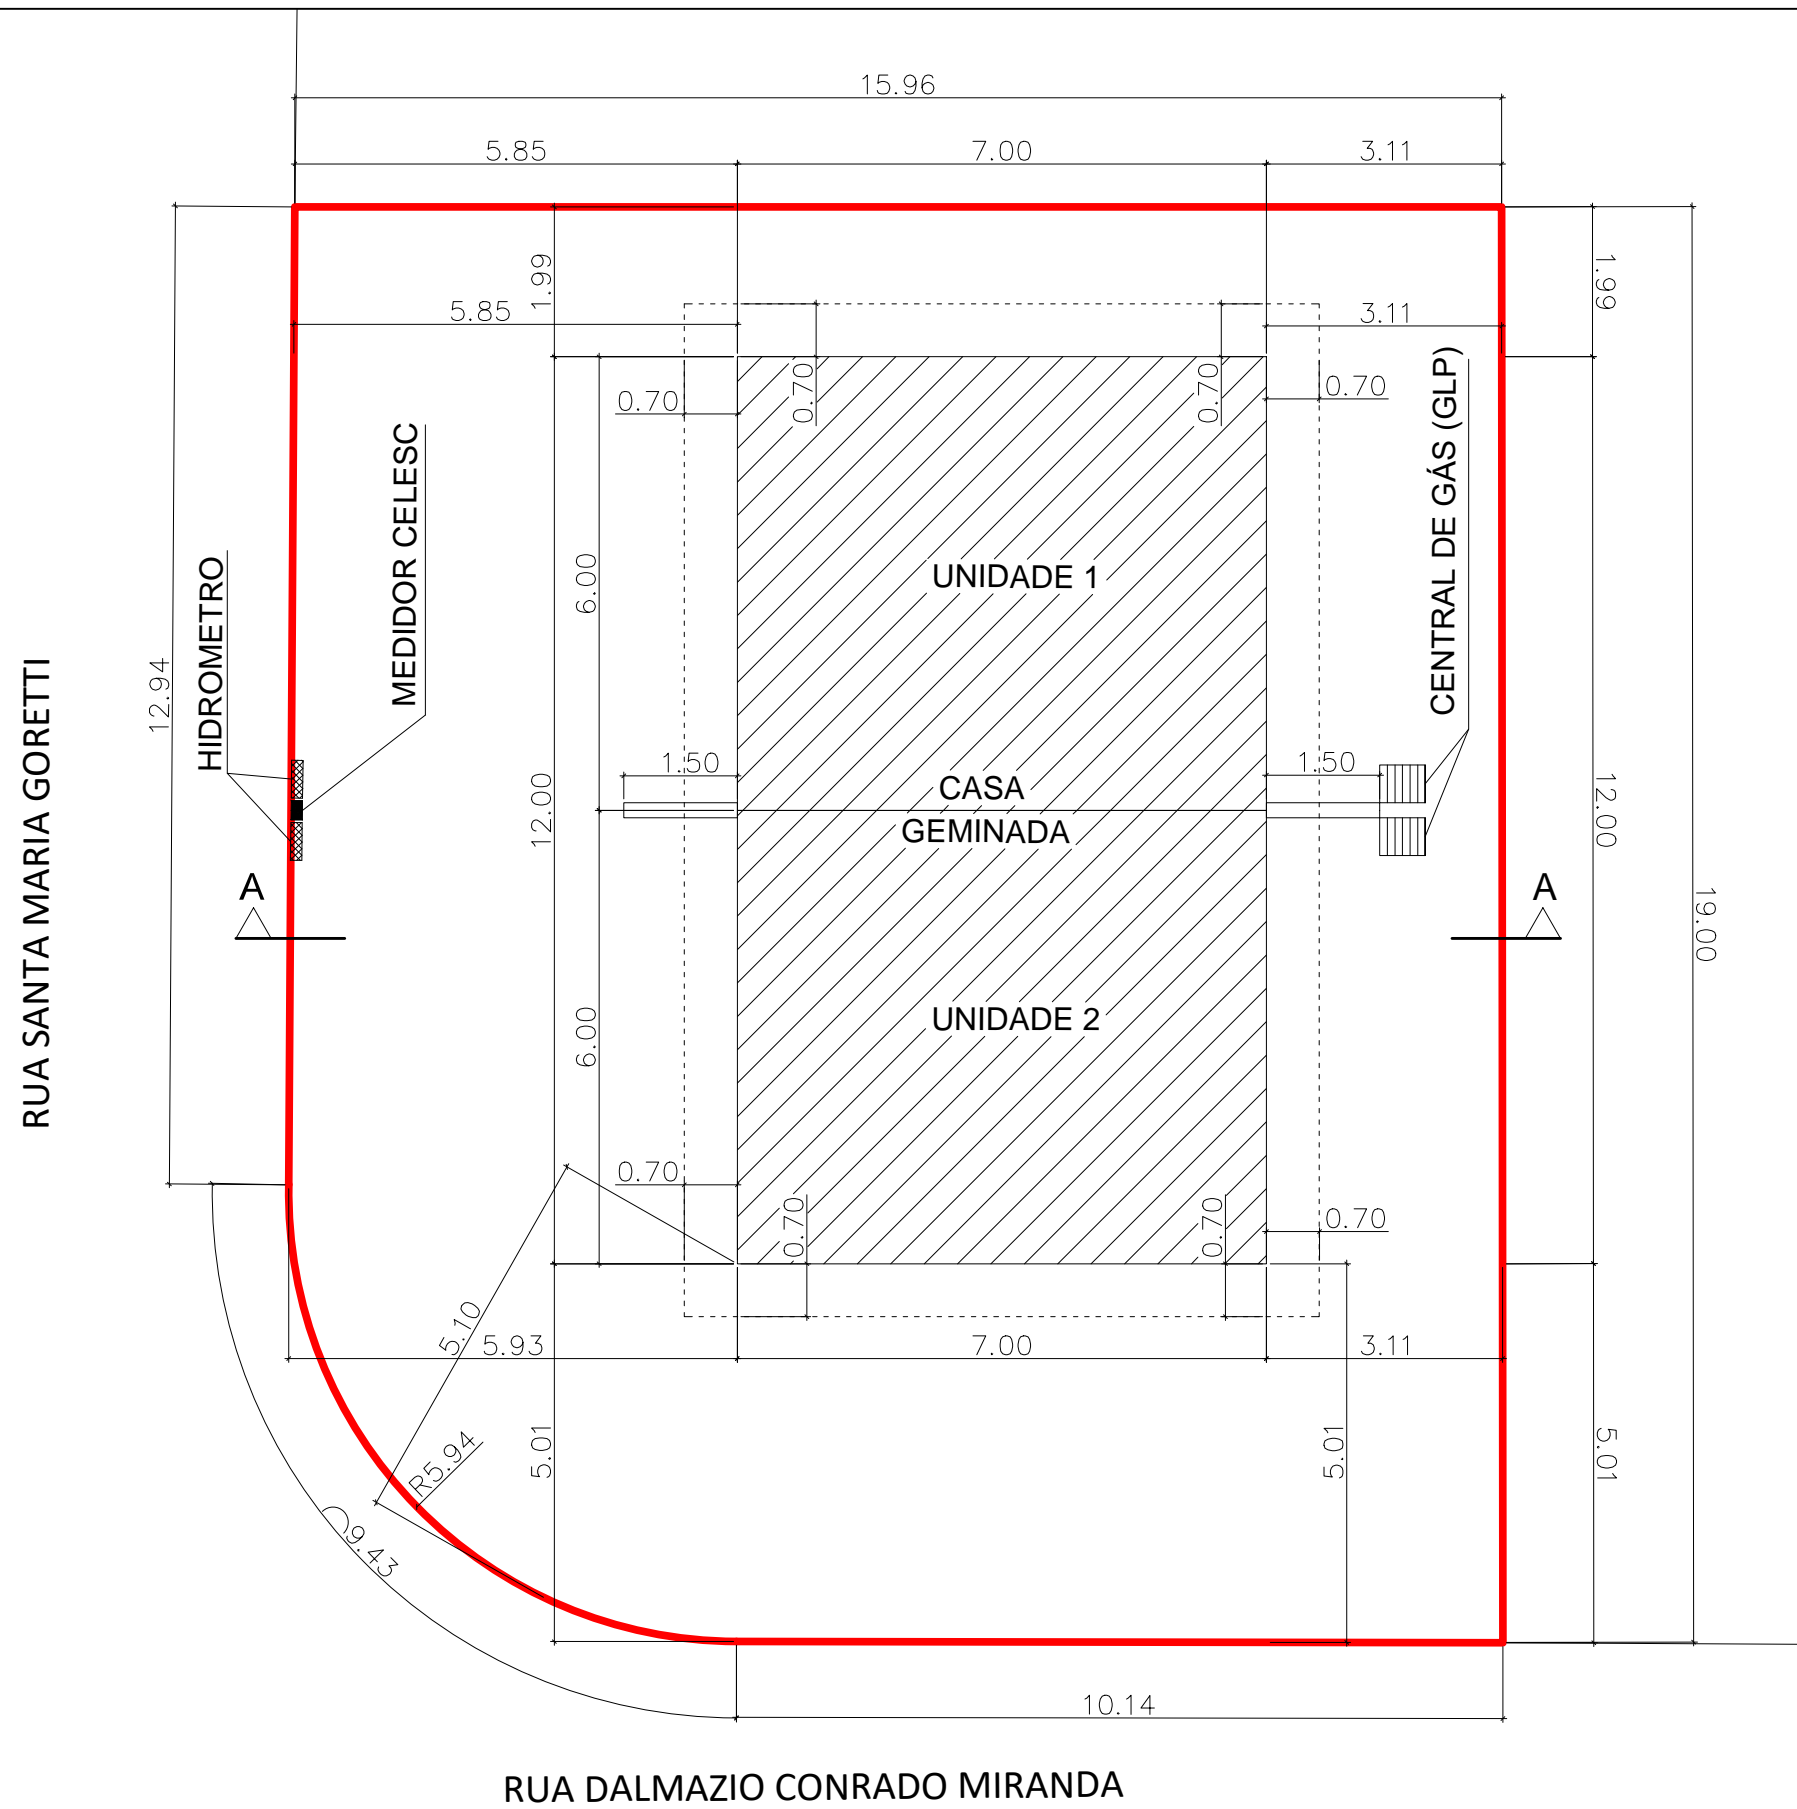 15.96
5.85
7.00
3.11
1.99
1.99
5.85
3.11
0.70
0.70
0.70
0.70
CENTRAL DE GÁS (GLP)
MEDIDOR CELESC
HIDROMETRO
6.00
UNIDADE 1
12.94
RUA SANTA MARIA GORETTI
1.50
CASA
GEMINADA
1.50
12.00
12.00
A
A
19.00
6.00
UNIDADE 2
0.70
0.70
0.70
0.70
5.10
5.93
7.00
3.11
R5.94
5.01
5.01
5.01
9.43
10.14
RUA DALMAZIO CONRADO MIRANDA